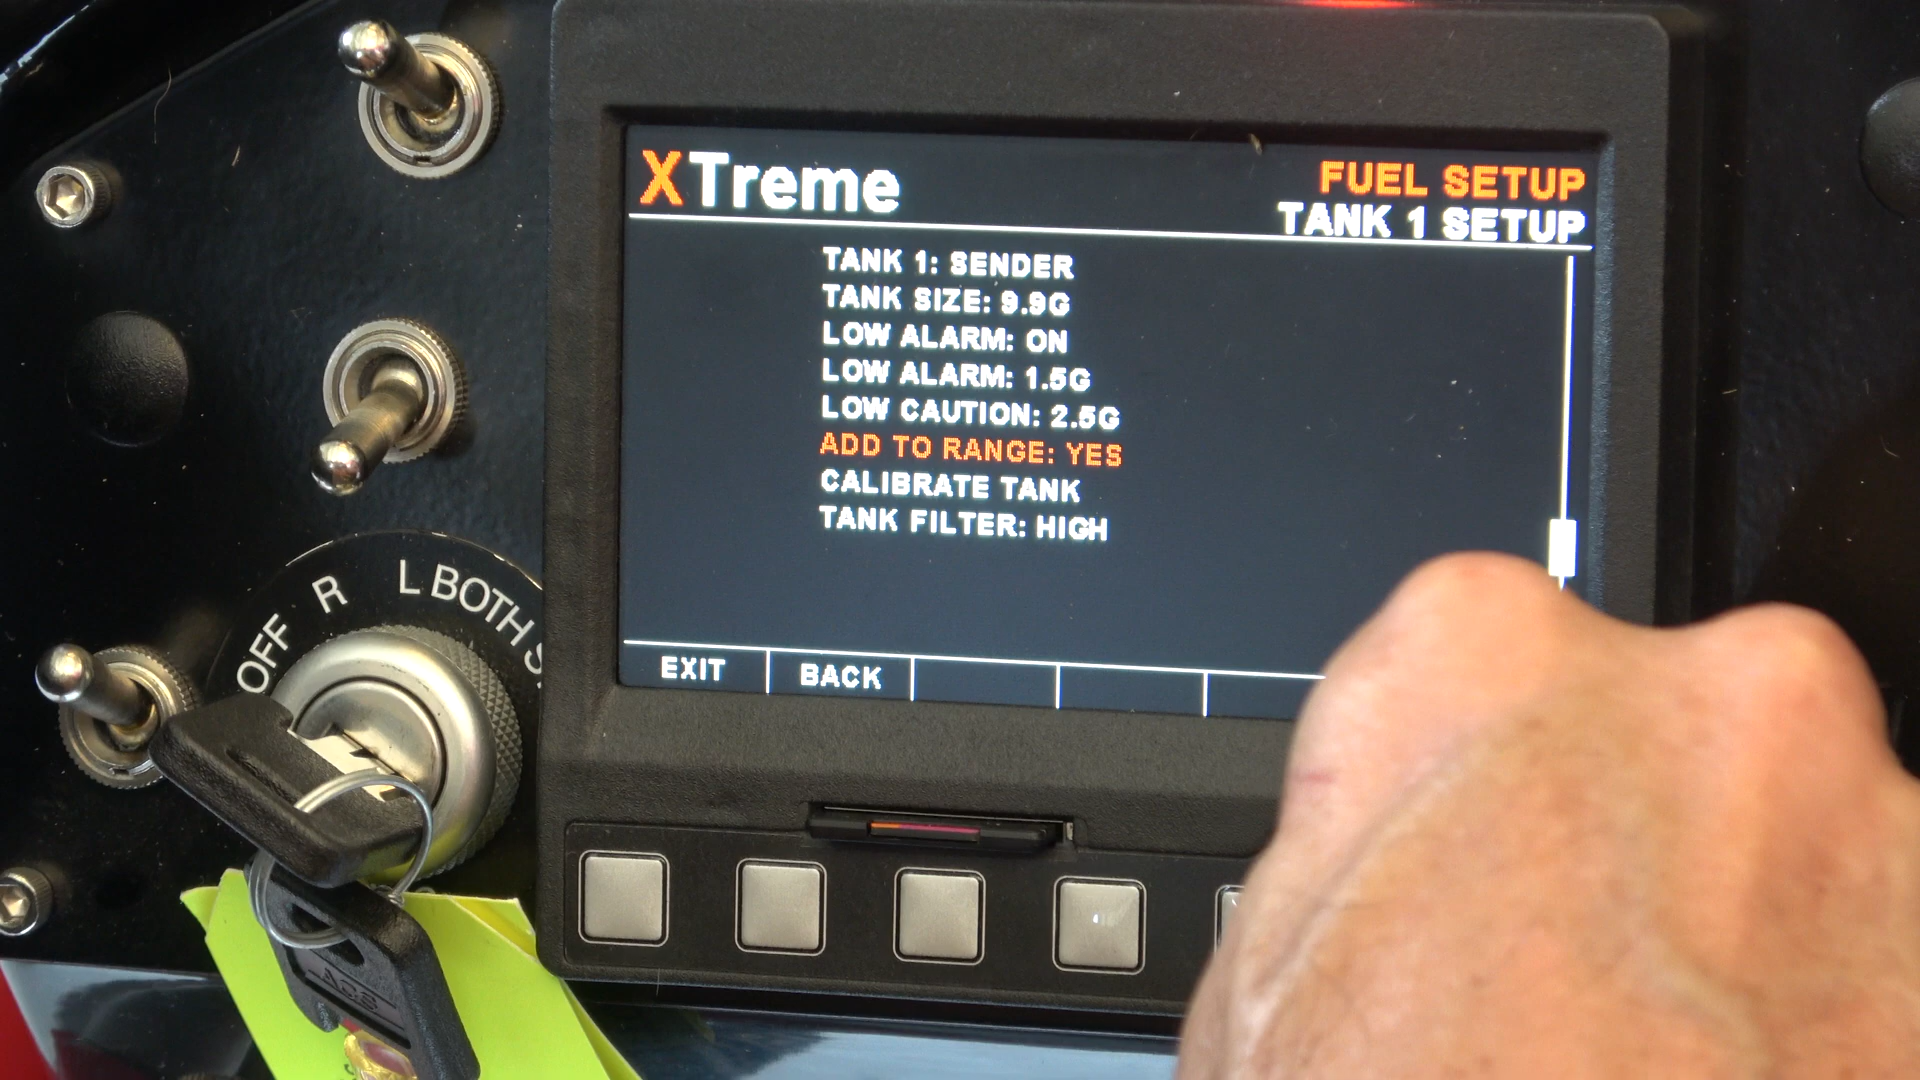 XTreme
FUEL SETUP
TANK 1 SETUP
TANK 1: SENDER
TANK SIZE: 9.9G
LOW ALARM: ON
LOW ALARM: 1.5G
LOW CAUTION: 2.5G
ADD TO RANGE: YES
CALIBRATE TANK
TANK FILTER: HIGH
EXIT
BACK
OFF R L BOTH S
ACS